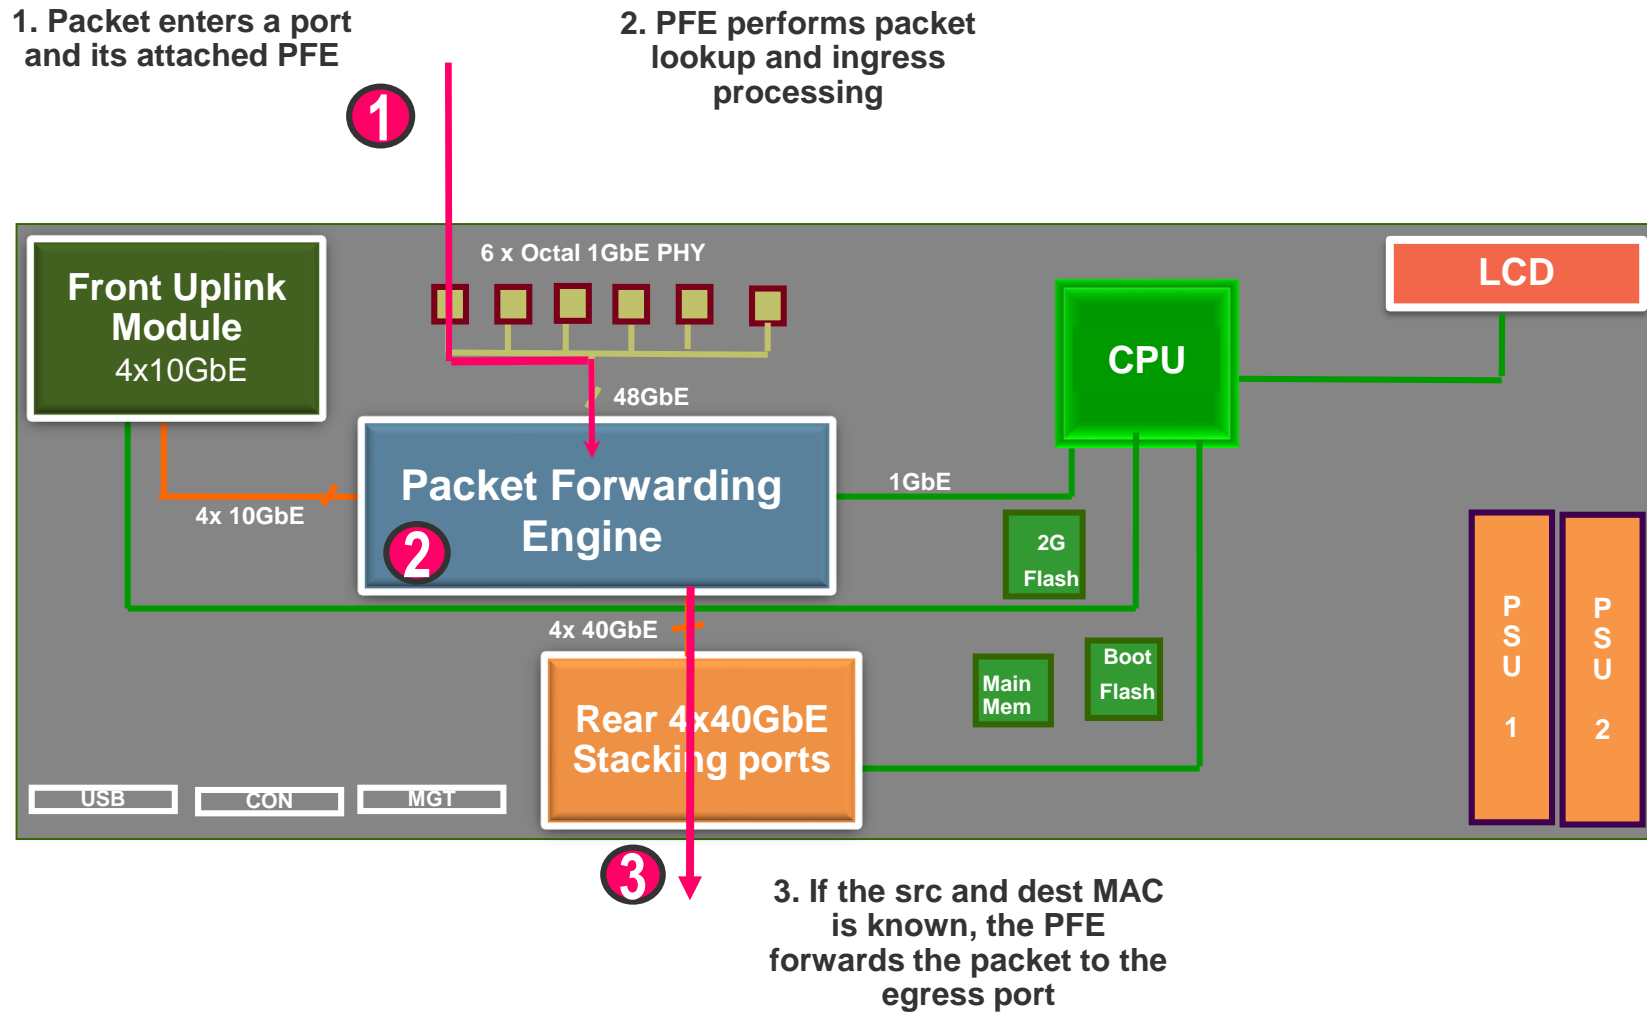 1. Packet enters a port
and its attached PFE
2. PFE performs packet
lookup and ingress
processing
1
6 x Octal 1GbE PHY
Front Uplink
Module
4x10GbE
LCD
CPU
48GbE
Packet Forwarding
Engine
2
1GbE
4x 10GbE
2G
Flash
4x 40GbE
Rear 4x40GbE
Stacking ports
Main
Mem
Boot
Flash
P
S
U
1
P
S
U
2
USB
CON
MGT
3
3. If the src and dest MAC
is known, the PFE
forwards the packet to the
egress port